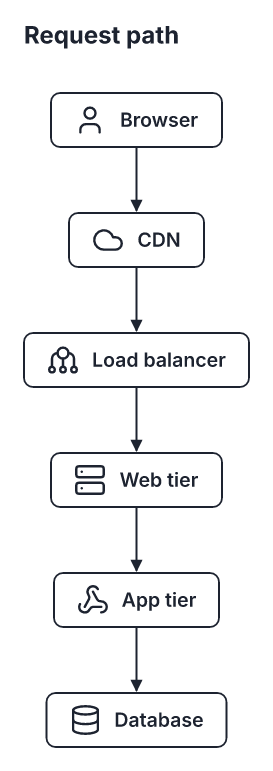 Request path
Browser
CDN
Load balancer
Web tier
App tier
Database